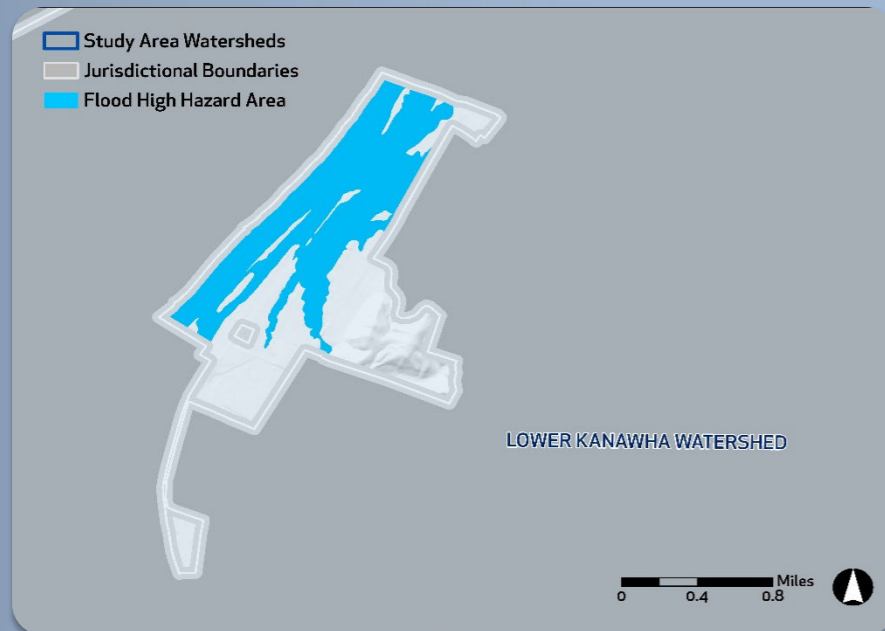 Study Area Watersheds
Jurisdictional Boundaries
Flood High Hazard Area
LOWER KANAWHA WATERSHED
Miles
0 0.4 0.8